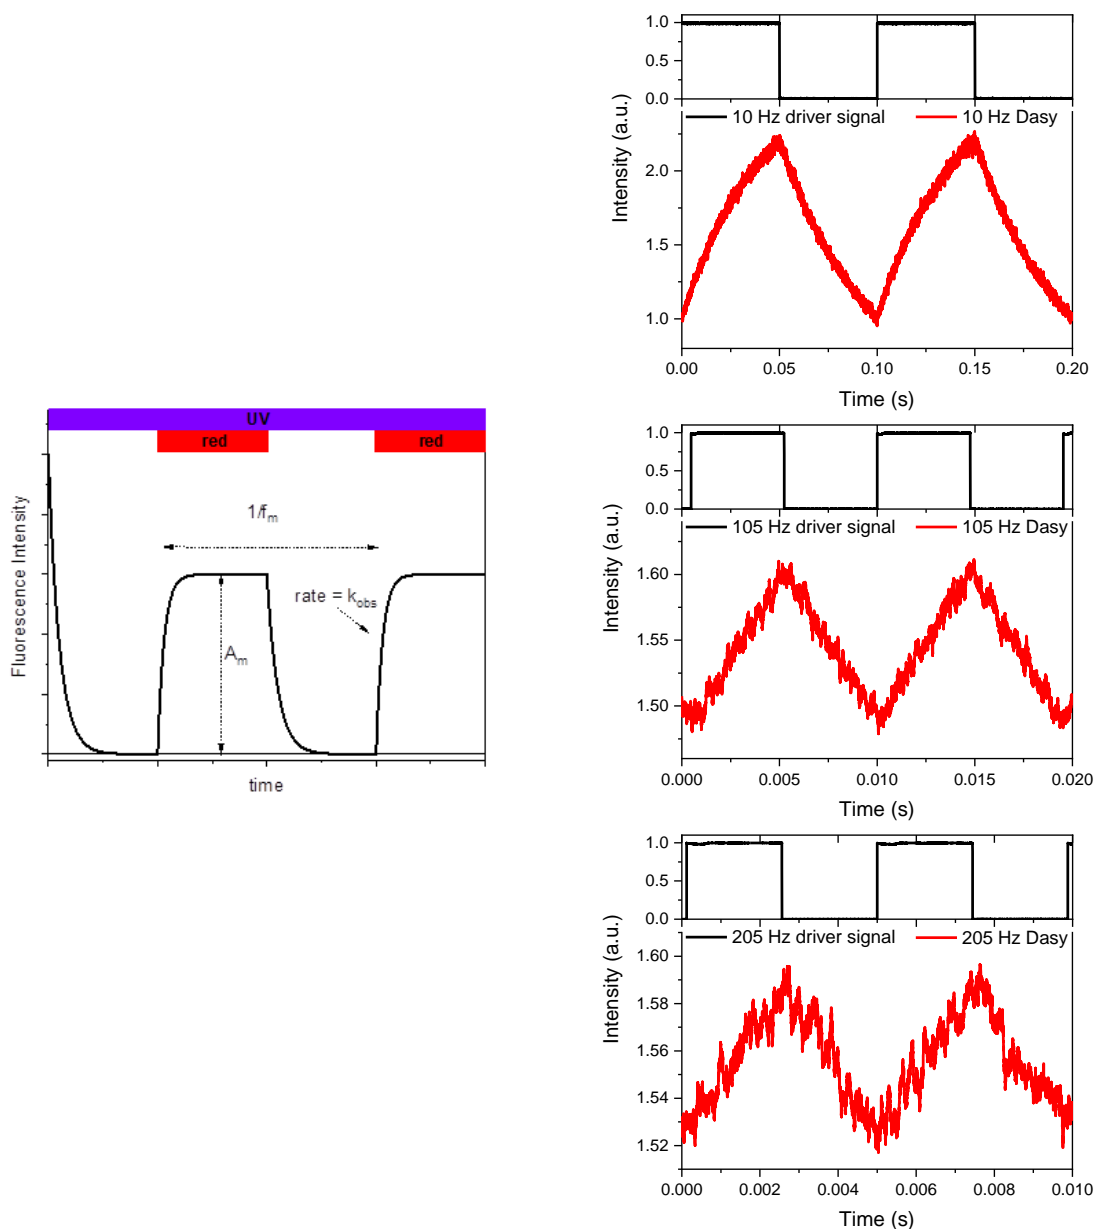 UV
red red
1/f_m
rate = k_obs
A_m
Fluorescence Intensity
time
1.0
0.5
0.0
10 Hz driver signal 10 Hz Dasy
2.0
1.5
1.0
Intensity (a.u.)
0.00 0.05 0.10 0.15 0.20
Time (s)
1.0
0.5
0.0
105 Hz driver signal 105 Hz Dasy
1.60
1.55
1.50
Intensity (a.u.)
0.000 0.005 0.010 0.015 0.020
Time (s)
1.0
0.5
0.0
205 Hz driver signal 205 Hz Dasy
1.60
1.58
1.56
1.54
1.52
Intensity (a.u.)
0.000 0.002 0.004 0.006 0.008 0.010
Time (s)